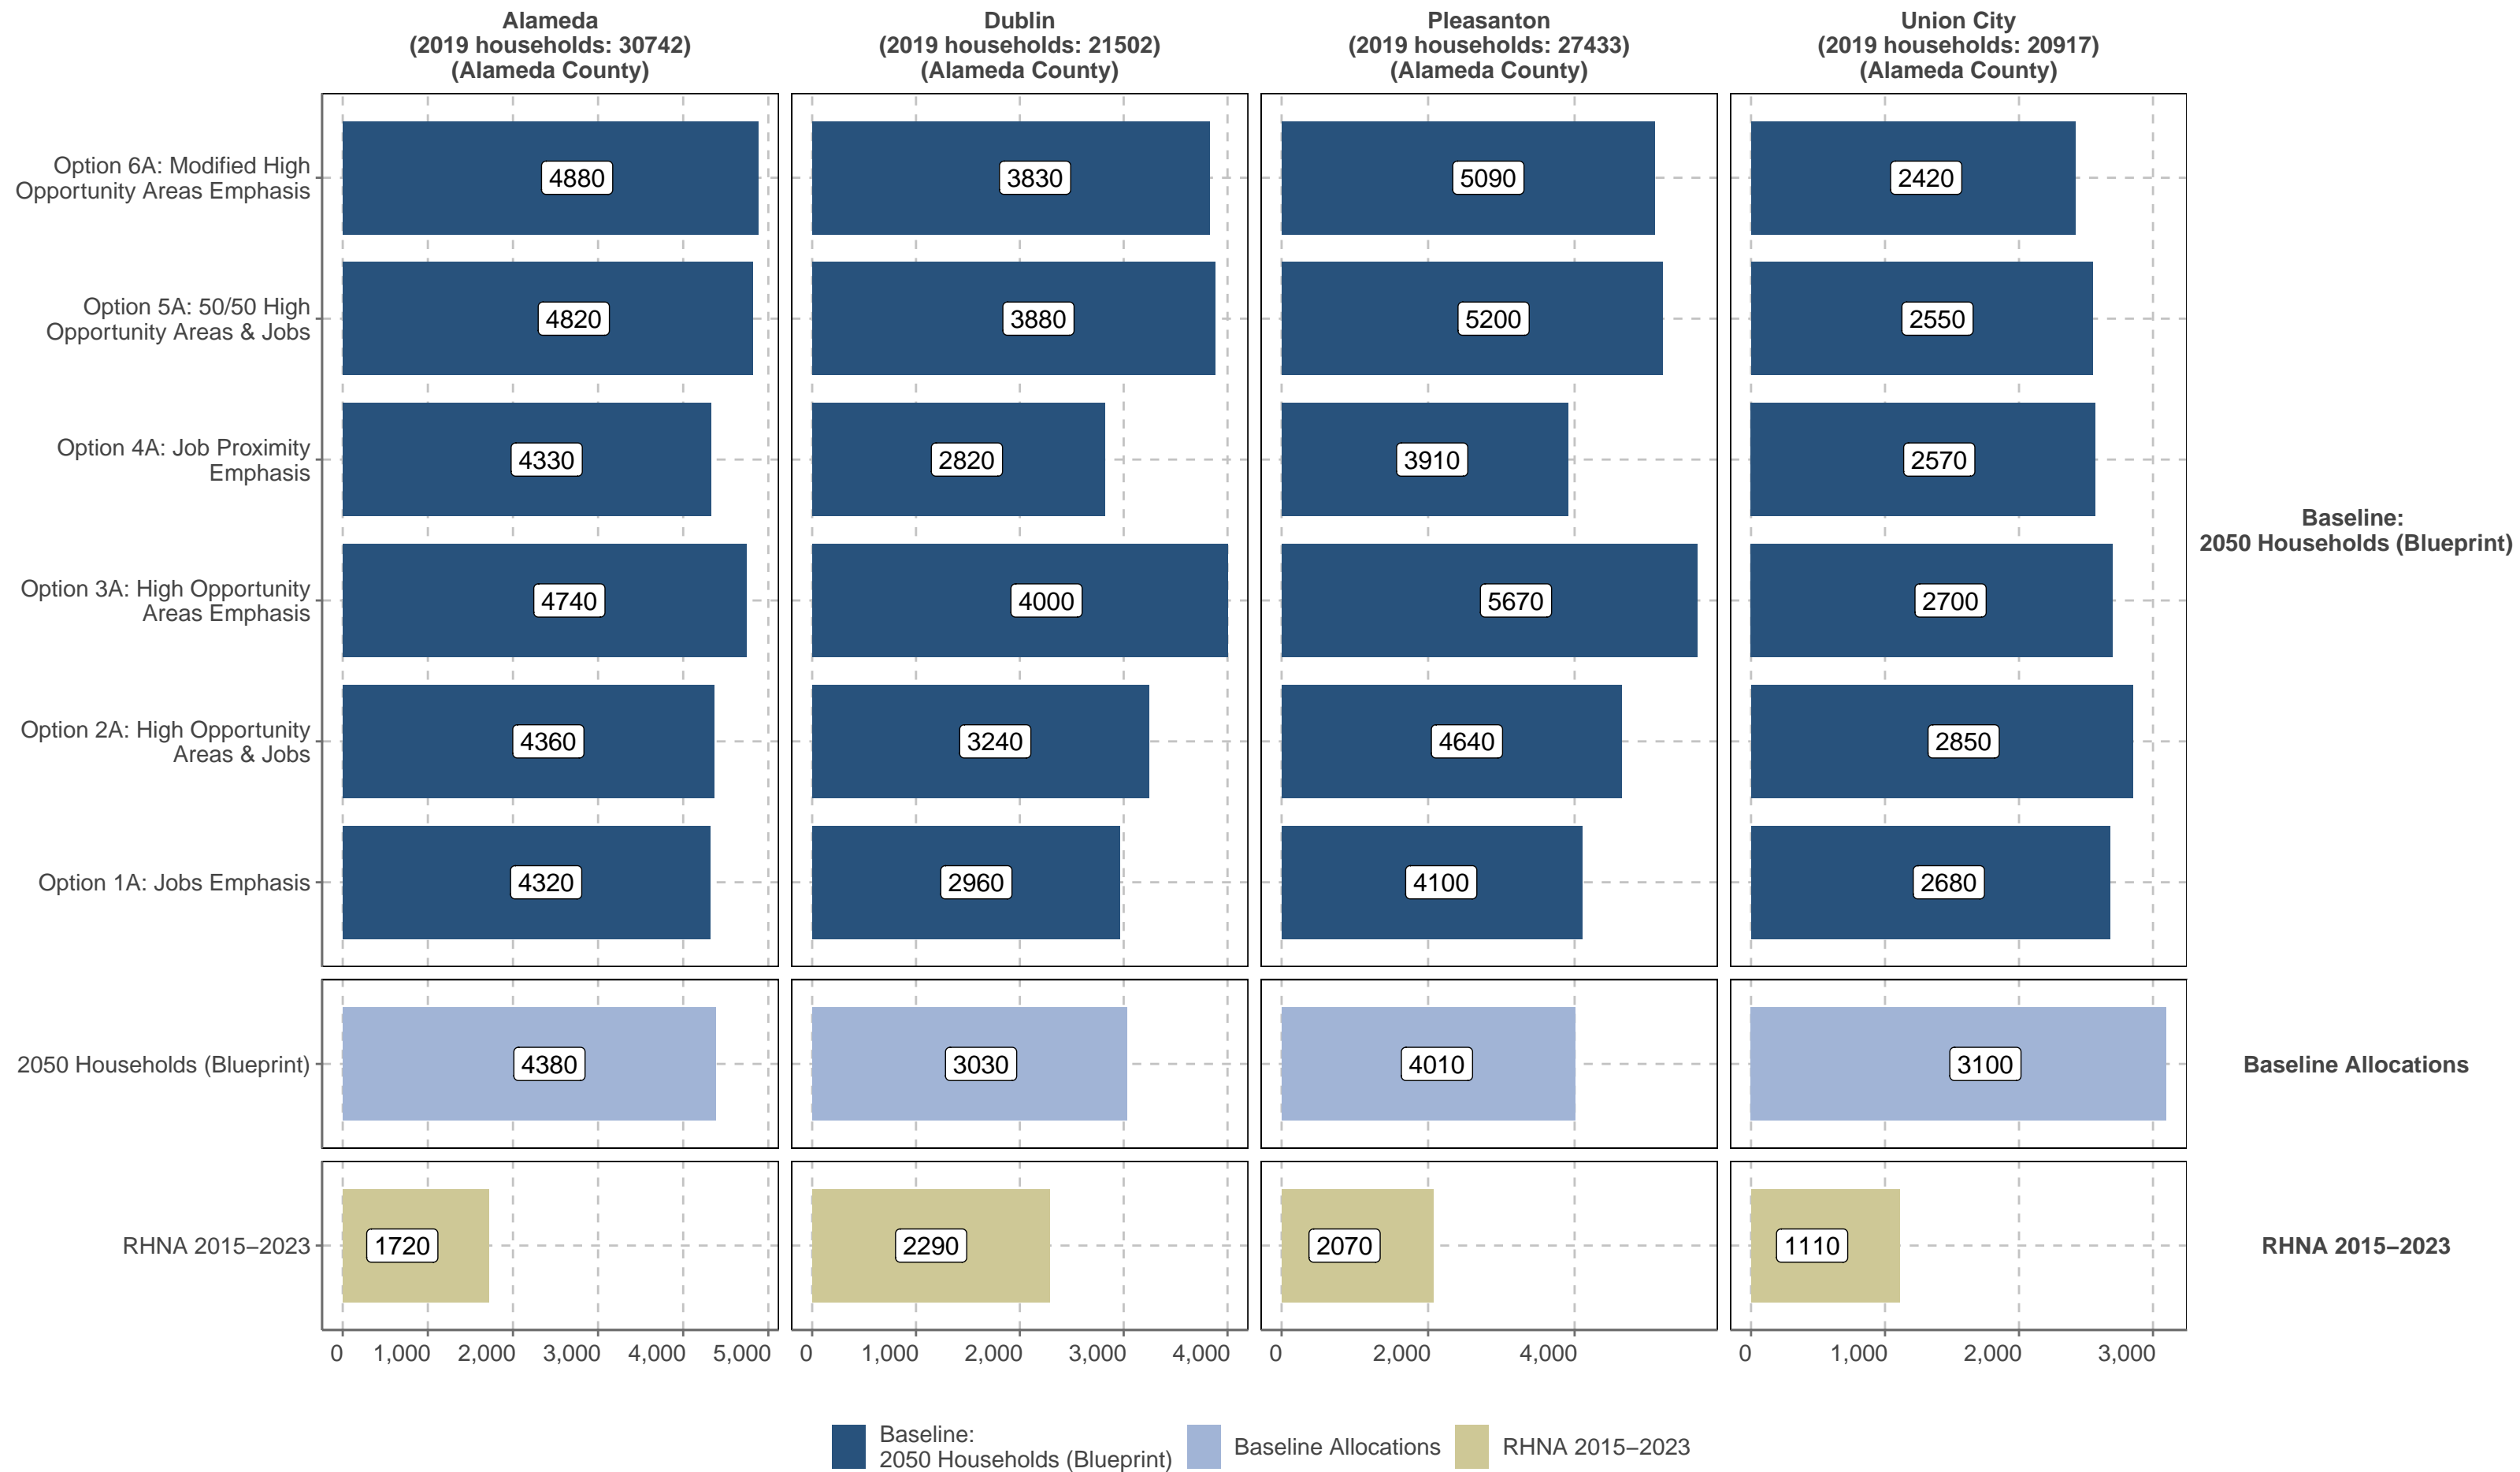 Alameda
(2019 households: 30742)
(Alameda County)
Dublin
(2019 households: 21502)
(Alameda County)
Pleasanton
(2019 households: 27433)
(Alameda County)
Union City
(2019 households: 20917)
(Alameda County)
Option 6A: Modified High
Opportunity Areas Emphasis
4880
3830
5090
2420
Option 5A: 50/50 High
Opportunity Areas & Jobs
4820
3880
5200
2550
Option 4A: Job Proximity
Emphasis
4330
2820
3910
2570
Baseline:
2050 Households (Blueprint)
Option 3A: High Opportunity
Areas Emphasis
4740
4000
5670
2700
Option 2A: High Opportunity
Areas & Jobs
4360
3240
4640
2850
Option 1A: Jobs Emphasis
4320
2960
4100
2680
2050 Households (Blueprint)
4380
3030
4010
3100
Baseline Allocations
RHNA 2015–2023
1720
2290
2070
1110
RHNA 2015–2023
0 1,000 2,000 3,000 4,000 5,000
0 1,000 2,000 3,000 4,000
0 2,000 4,000
0 1,000 2,000 3,000
Baseline:
2050 Households (Blueprint)
Baseline Allocations
RHNA 2015–2023